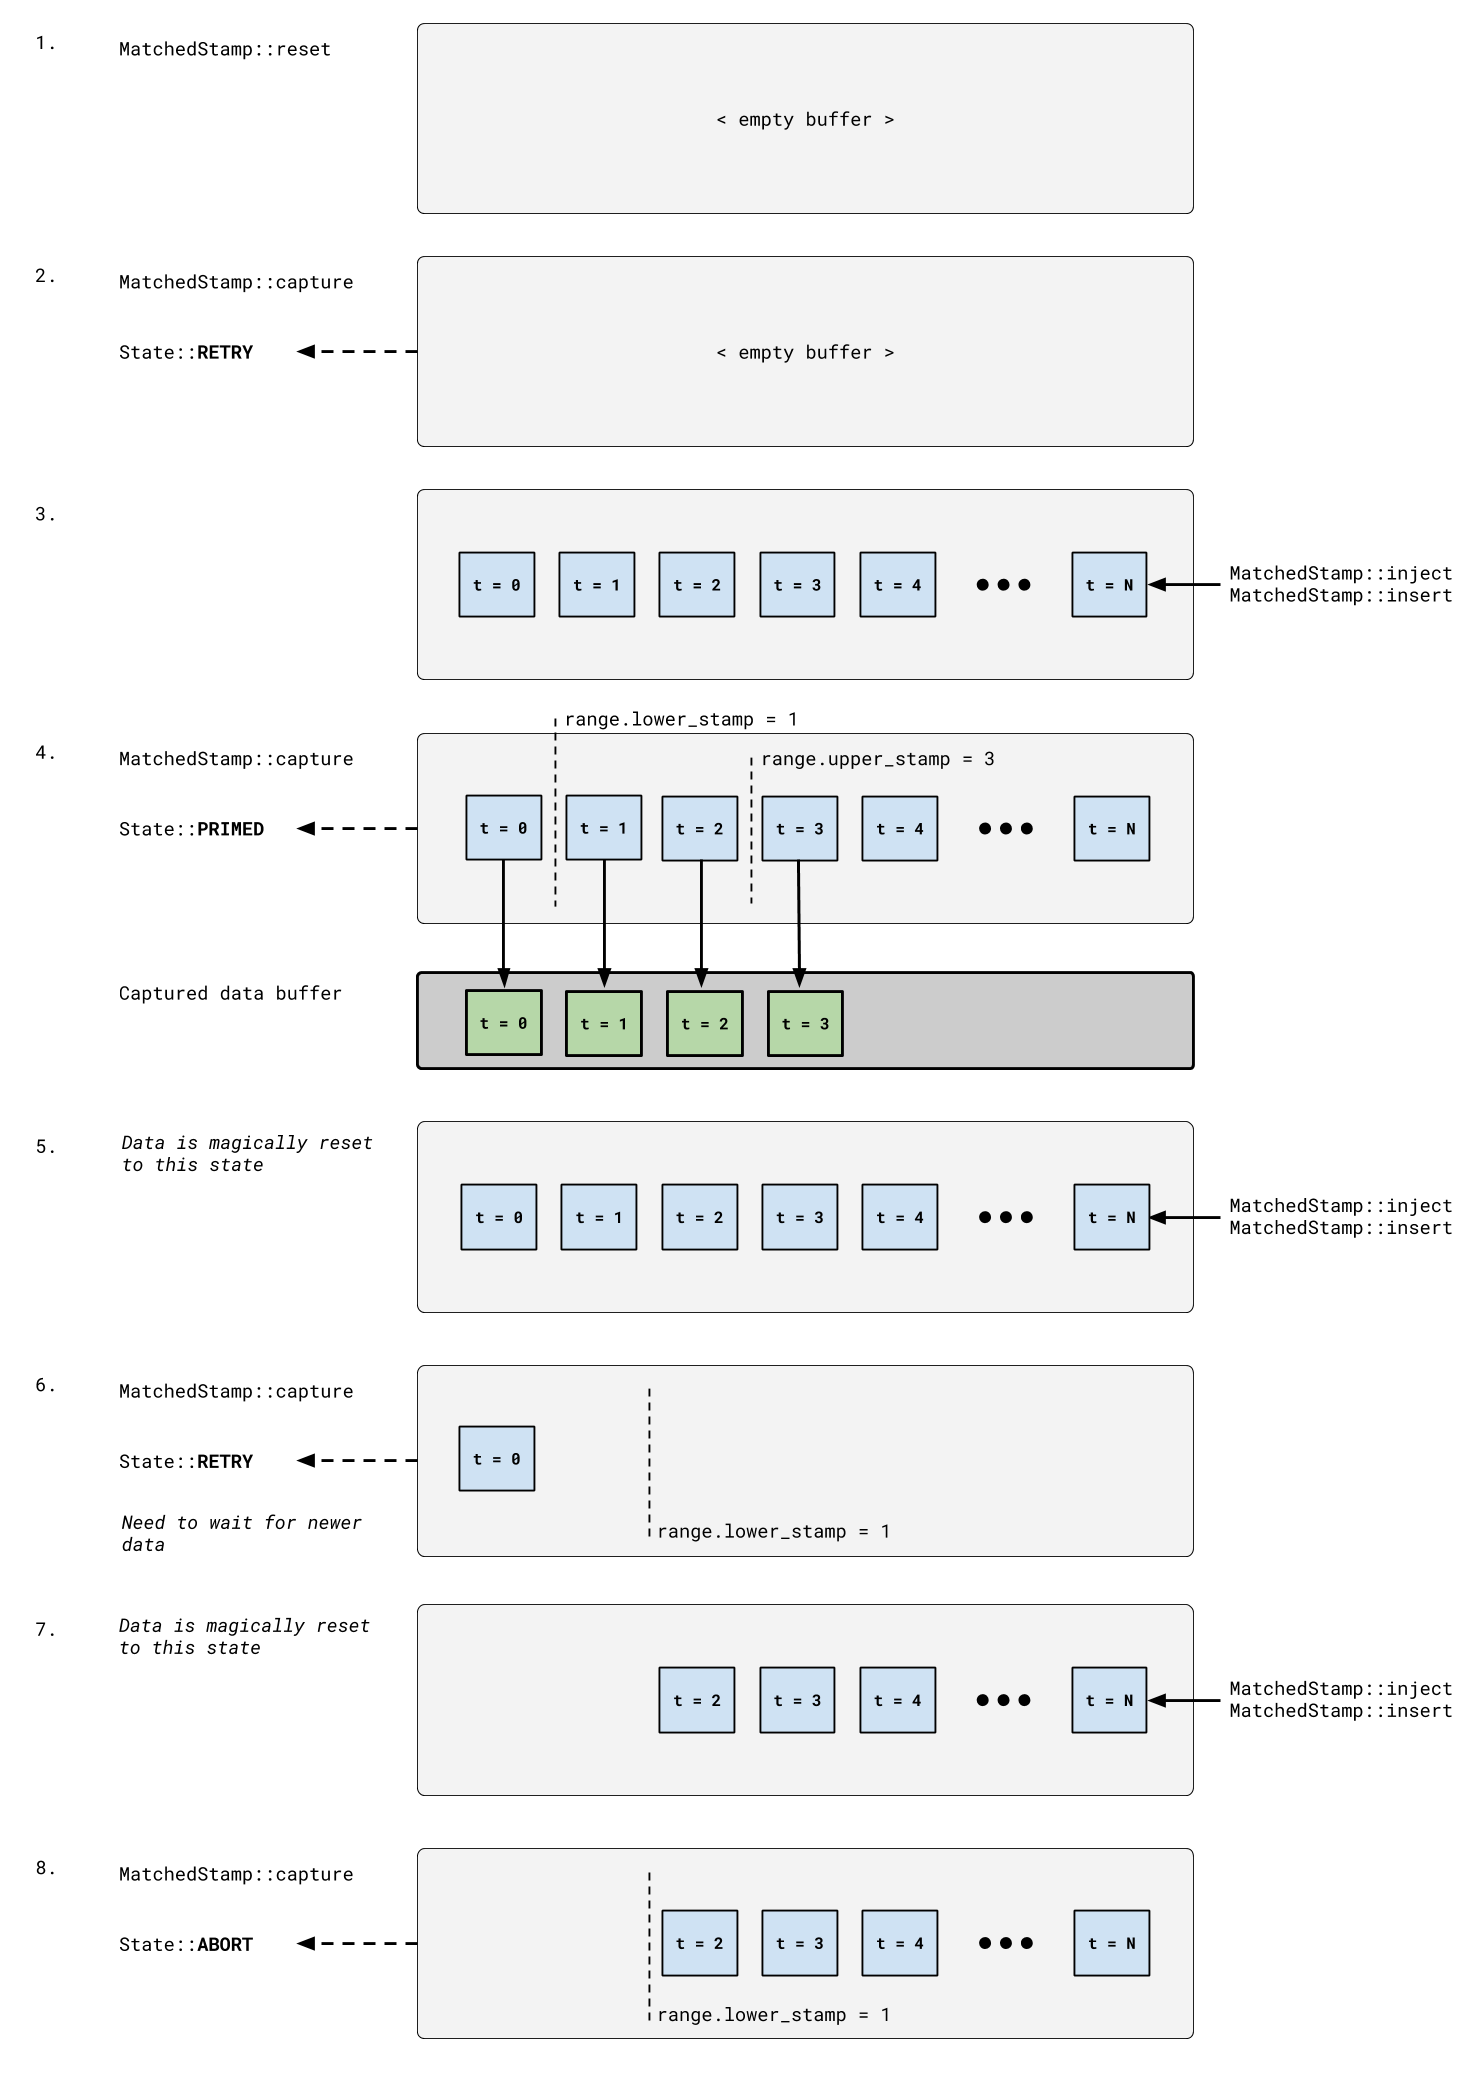 1.
MatchedStamp::reset
< empty buffer >
2.
MatchedStamp::capture
State::RETRY
< empty buffer >
3.
t = 0
t = 1
t = 2
t = 3
t = 4
t = N
MatchedStamp::inject
MatchedStamp::insert
range.lower_stamp = 1
4.
MatchedStamp::capture
range.upper_stamp = 3
State::PRIMED
t = 0
t = 1
t = 2
t = 3
t = 4
t = N
Captured data buffer
t = 0
t = 1
t = 2
t = 3
5.
Data is magically reset
to this state
t = 0
t = 1
t = 2
t = 3
t = 4
t = N
MatchedStamp::inject
MatchedStamp::insert
6.
MatchedStamp::capture
State::RETRY
t = 0
Need to wait for newer
data
range.lower_stamp = 1
7.
Data is magically reset
to this state
t = 2
t = 3
t = 4
t = N
MatchedStamp::inject
MatchedStamp::insert
8.
MatchedStamp::capture
State::ABORT
t = 2
t = 3
t = 4
t = N
range.lower_stamp = 1